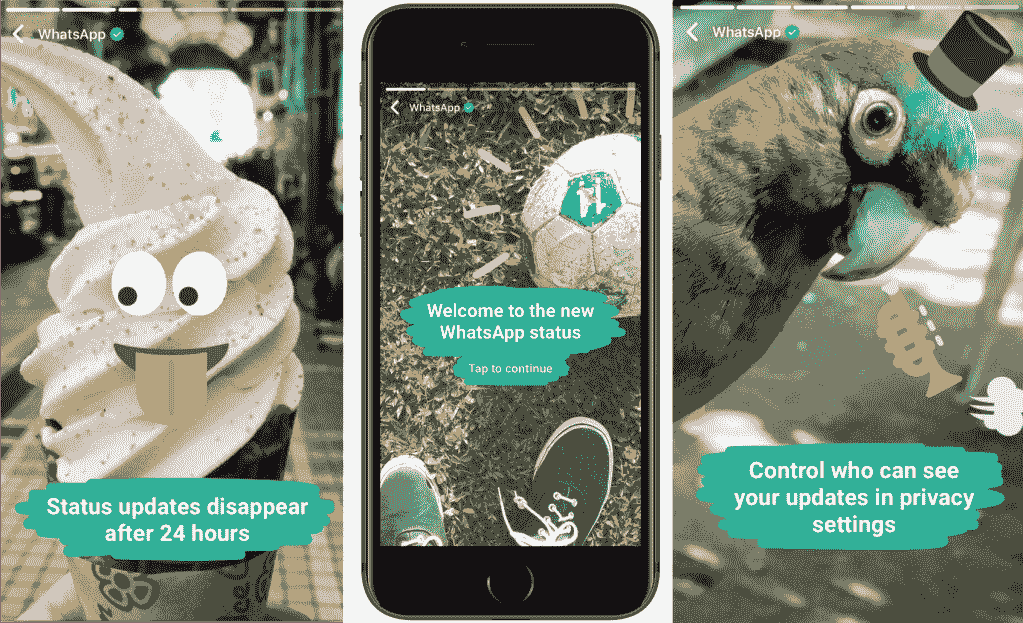 WhatsApp
Status updates disappear
after 24 hours
WhatsApp
Welcome to the new
WhatsApp status
Tap to continue
WhatsApp
Control who can see
your updates in privacy
settings